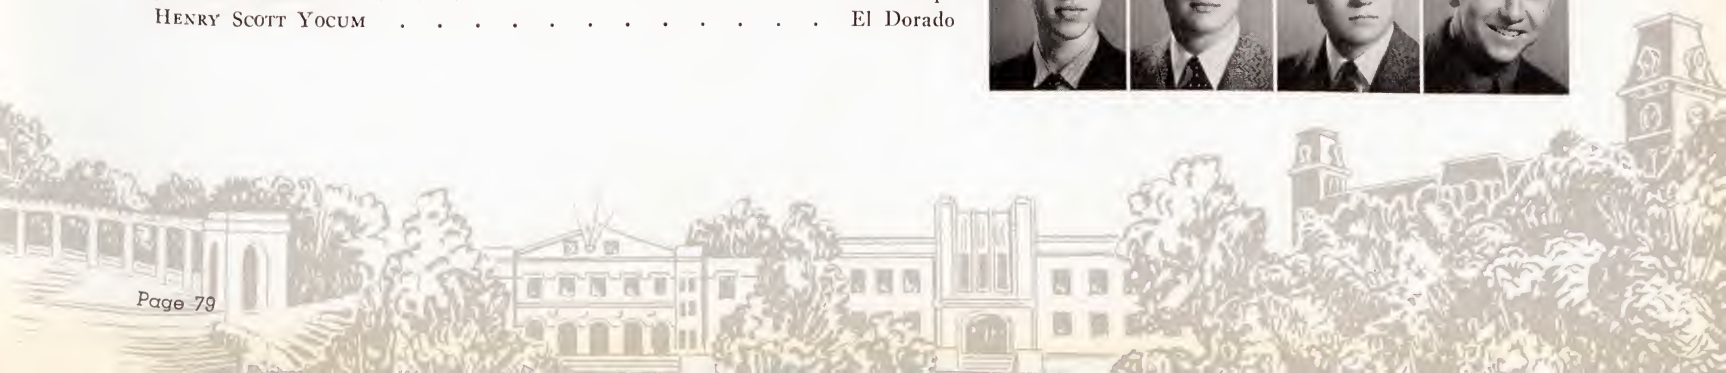 HENRY SCOTT YOCUM . . . . . . . . . . . . El Dorado
Page 79